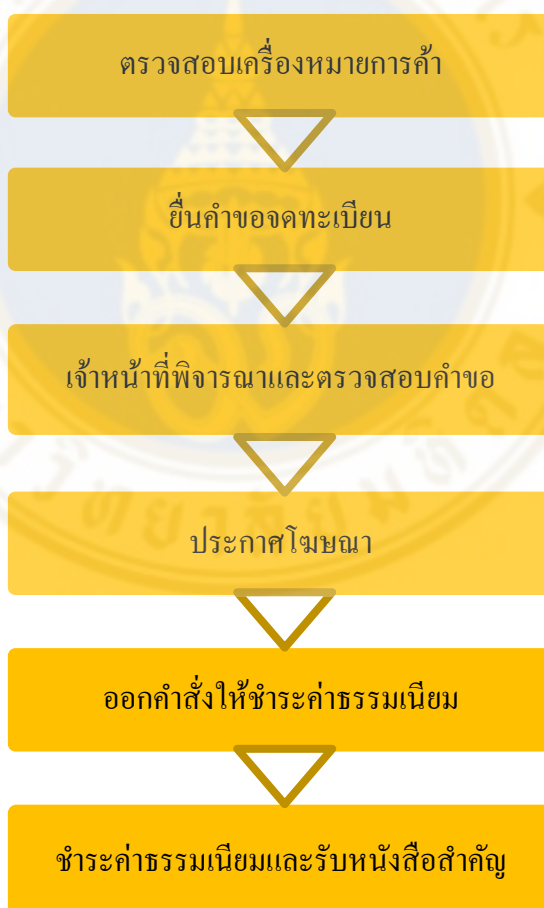 ตรวจสอบเครื่องหมายการค้า
ยื่นคำขอจดทะเบียน
เจ้าหน้าที่พิจารณาและตรวจสอบคำขอ
ประกาศโฆษณา
ออกคำสั่งให้ชำระค่าธรรมเนียม
ชำระค่าธรรมเนียมและรับหนังสือสำคัญ